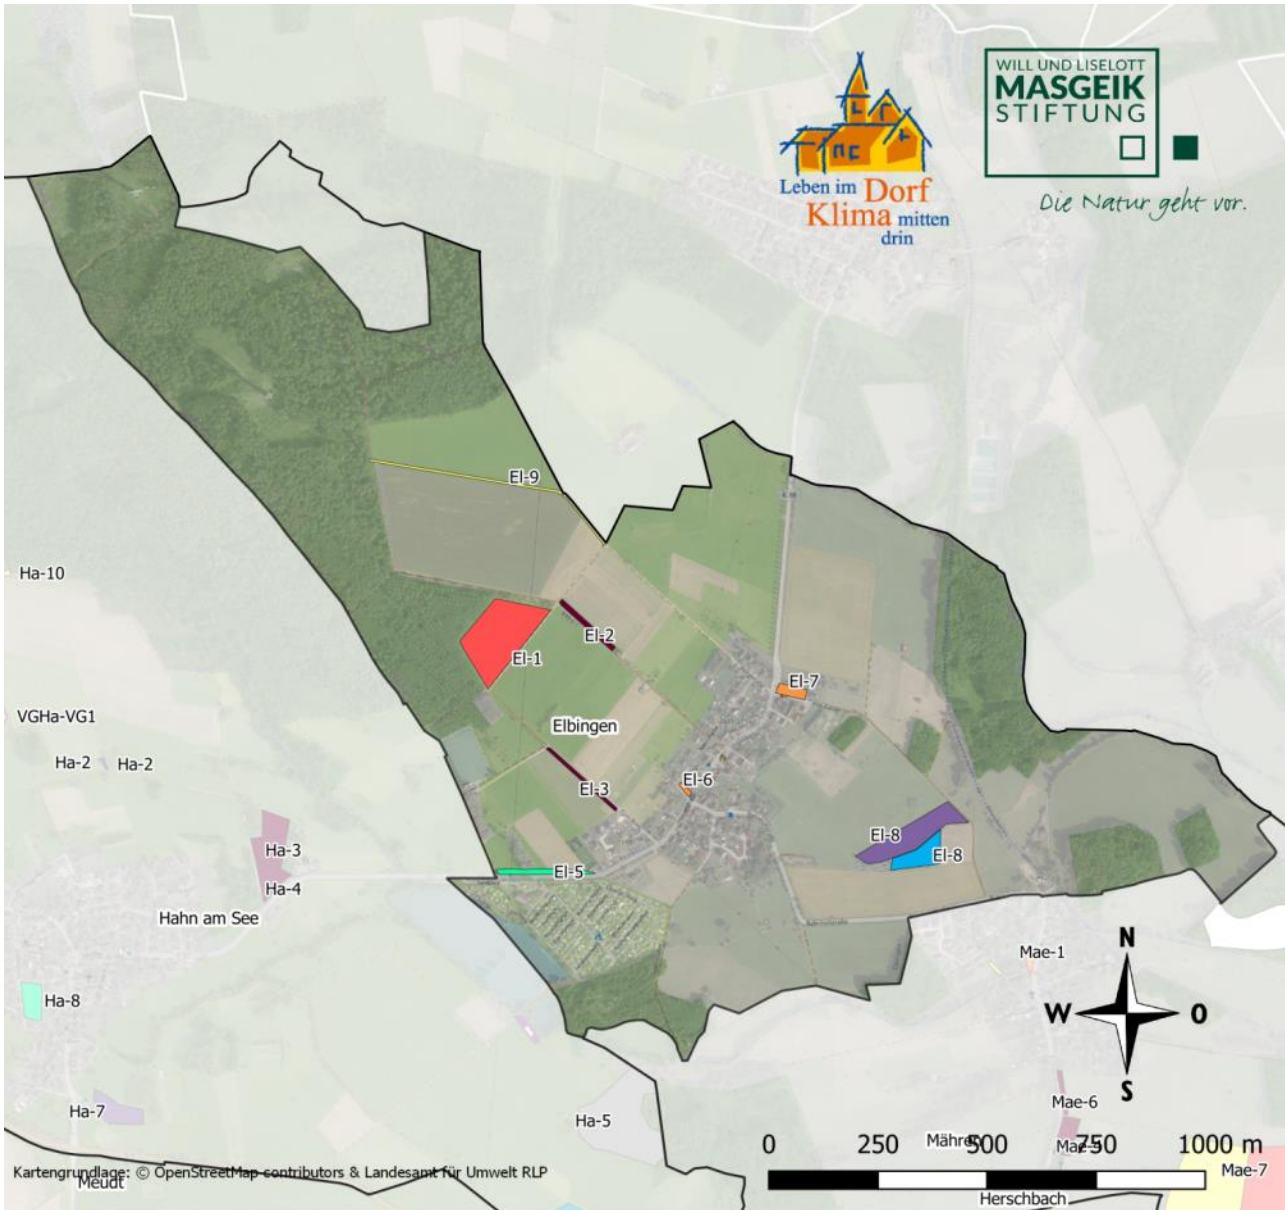 WILL UND LISELOTT
MASGEIK
STIFTUNG
Die Natur geht vor.
Leben im Dorf
Klima mitten
drin
El-9
Ha-10
El-2
El-1
El-7
VGHa-VG1
Elbingen
Ha-2
Ha-2
El-6
El-3
El-8
Ha-3
El-8
El-5
Ha-4
Hahn am See
N
Mae-1
Ha-8
W
O
S
Mae-6
Ha-7
Ha-5
0 250 500 750 1000 m
Mähren
Mae-4
Kartengrundlage: © OpenStreetMap contributors & Landesamt für Umwelt RLP
Mae-7
Meudt
Herschbach